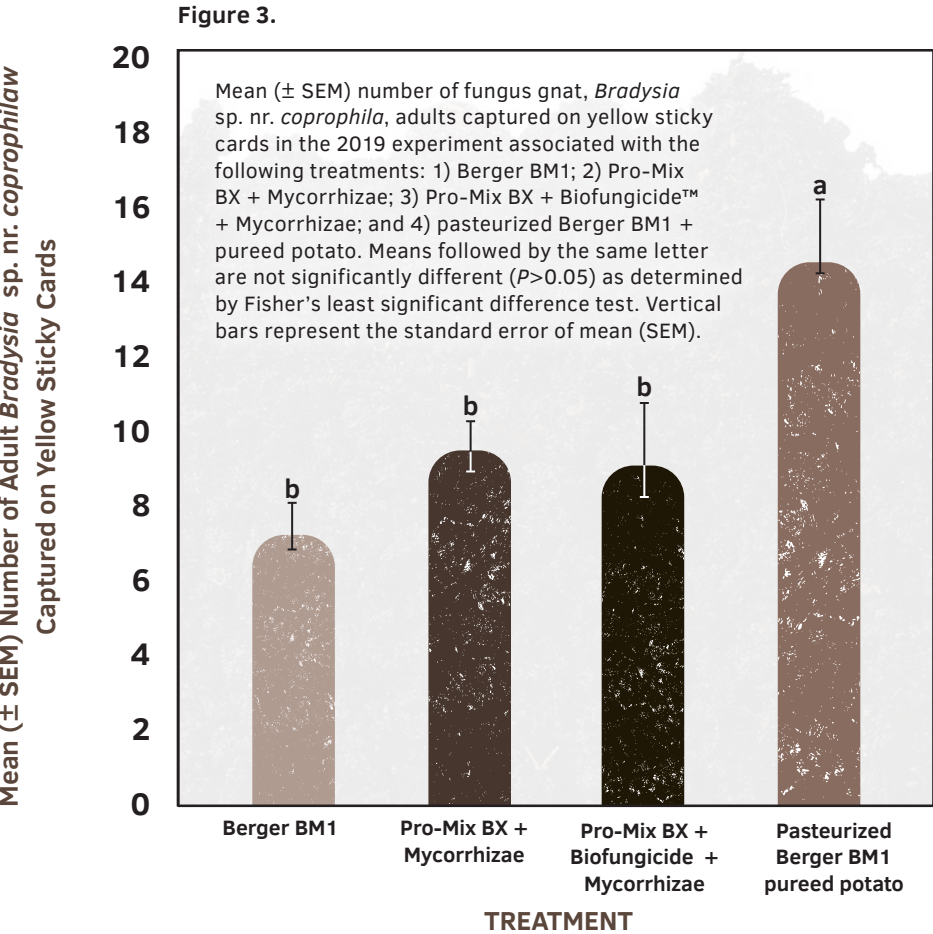 Figure 3.
Mean (± SEM) Number of Adult Bradysia sp. nr. coprophilaw
Captured on Yellow Sticky Cards
20
18
16
14
12
10
8
6
4
2
0
Mean (± SEM) number of fungus gnat, Bradysia
sp. nr. coprophila, adults captured on yellow sticky
cards in the 2019 experiment associated with the
following treatments: 1) Berger BM1; 2) Pro-Mix
BX + Mycorrhizae; 3) Pro-Mix BX + Biofungicide™
+ Mycorrhizae; and 4) pasteurized Berger BM1 +
pureed potato. Means followed by the same letter
are not significantly different (P>0.05) as determined
by Fisher’s least significant difference test. Vertical
bars represent the standard error of mean (SEM).
b
b
b
a
Berger BM1
Pro-Mix BX +
Mycorrhizae
Pro-Mix BX +
Biofungicide +
Mycorrhizae
Pasteurized
Berger BM1
pureed potato
TREATMENT